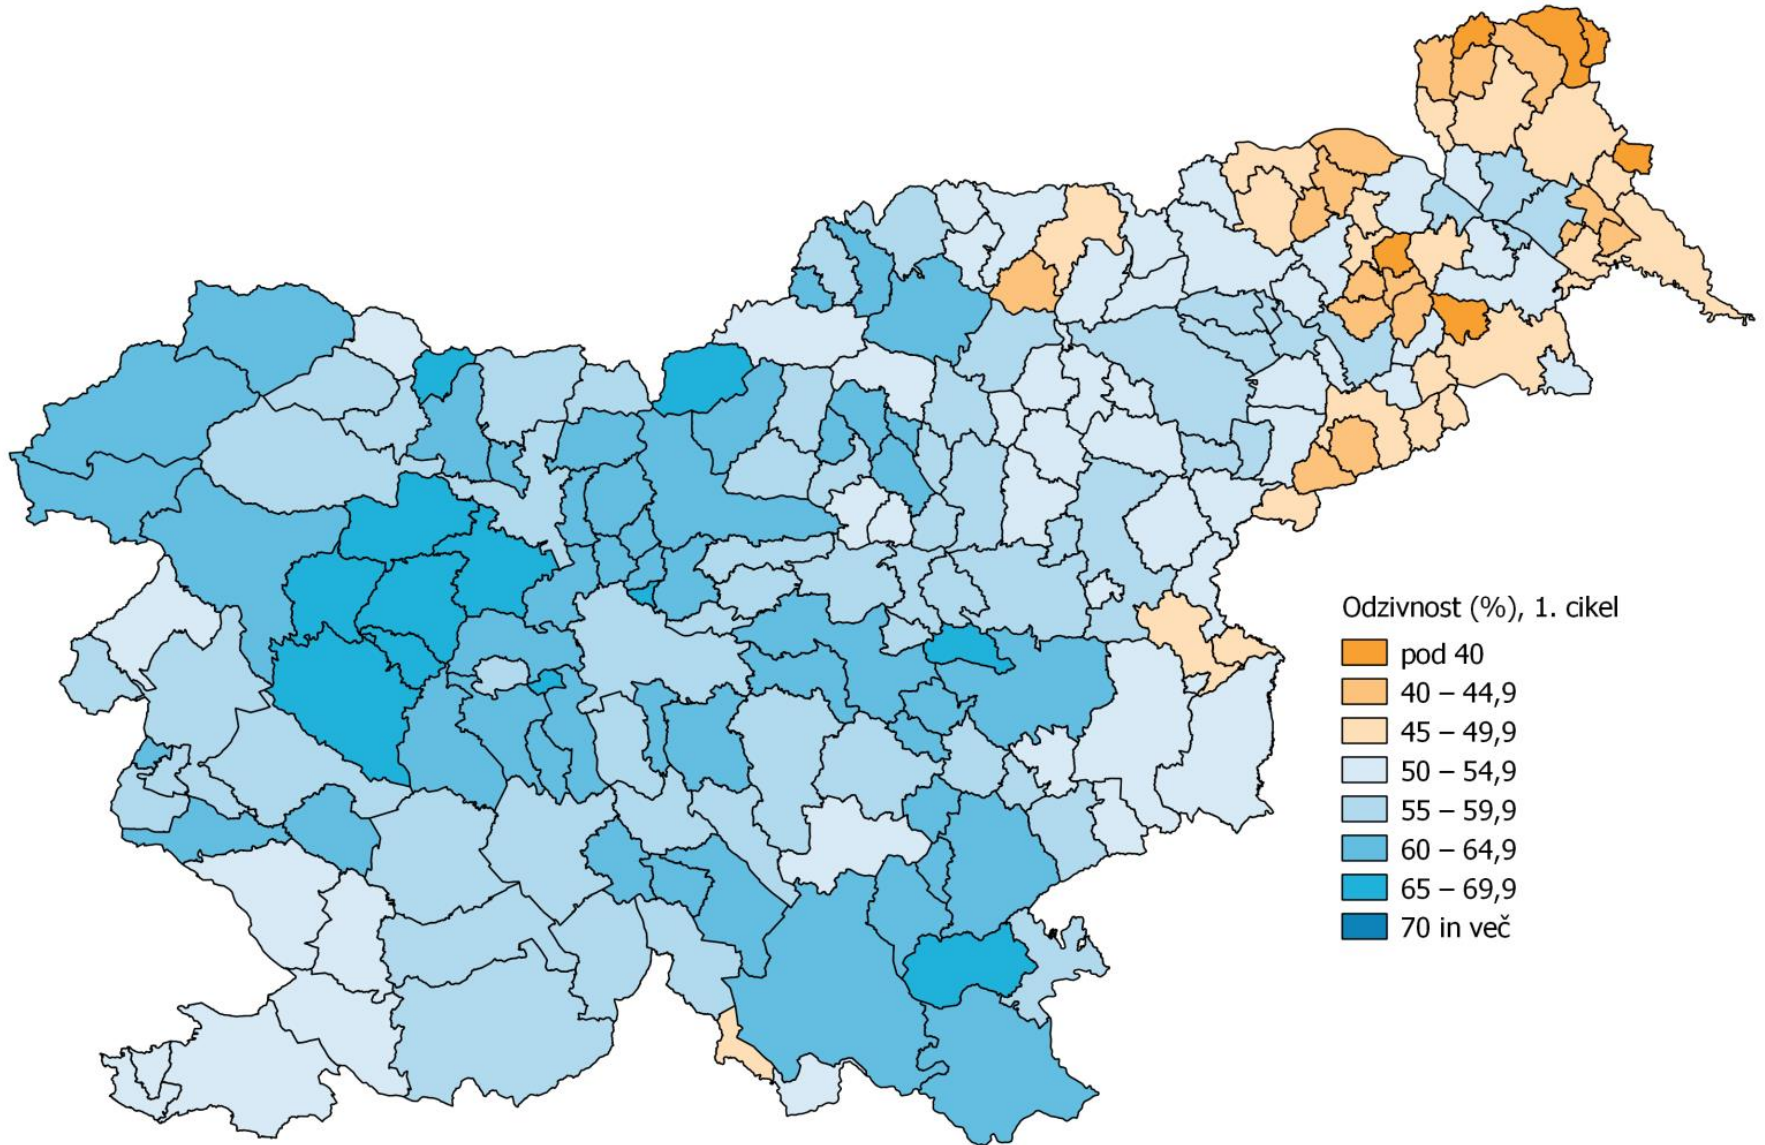 Odzivnost (%), 1. cikel
pod 40
40 – 44,9
45 – 49,9
50 – 54,9
55 – 59,9
60 – 64,9
65 – 69,9
70 in več